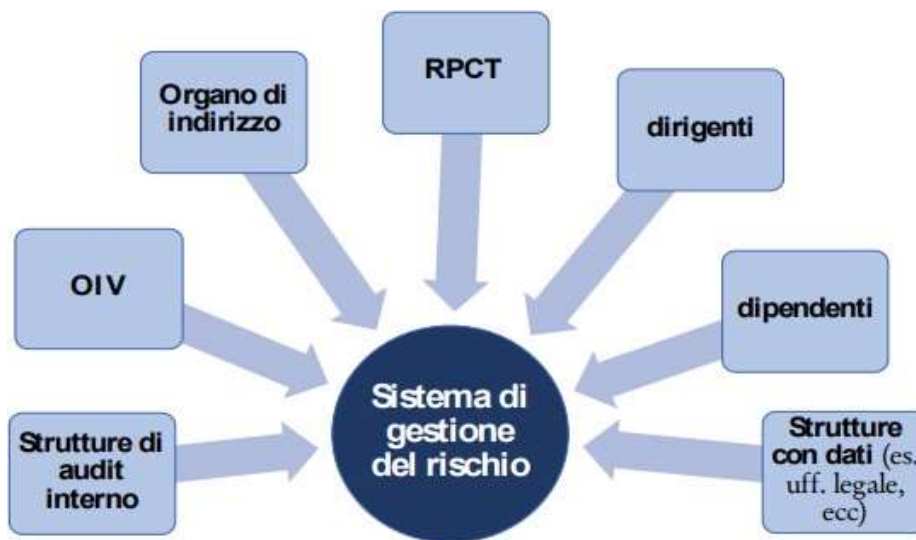 RPCT
Organo di
indirizzo
dirigenti
OIV
dipendenti
Sistema di
gestione
del rischio
Strutture di
audit
interno
Strutture
con dati (es.
uff. legale,
ecc)